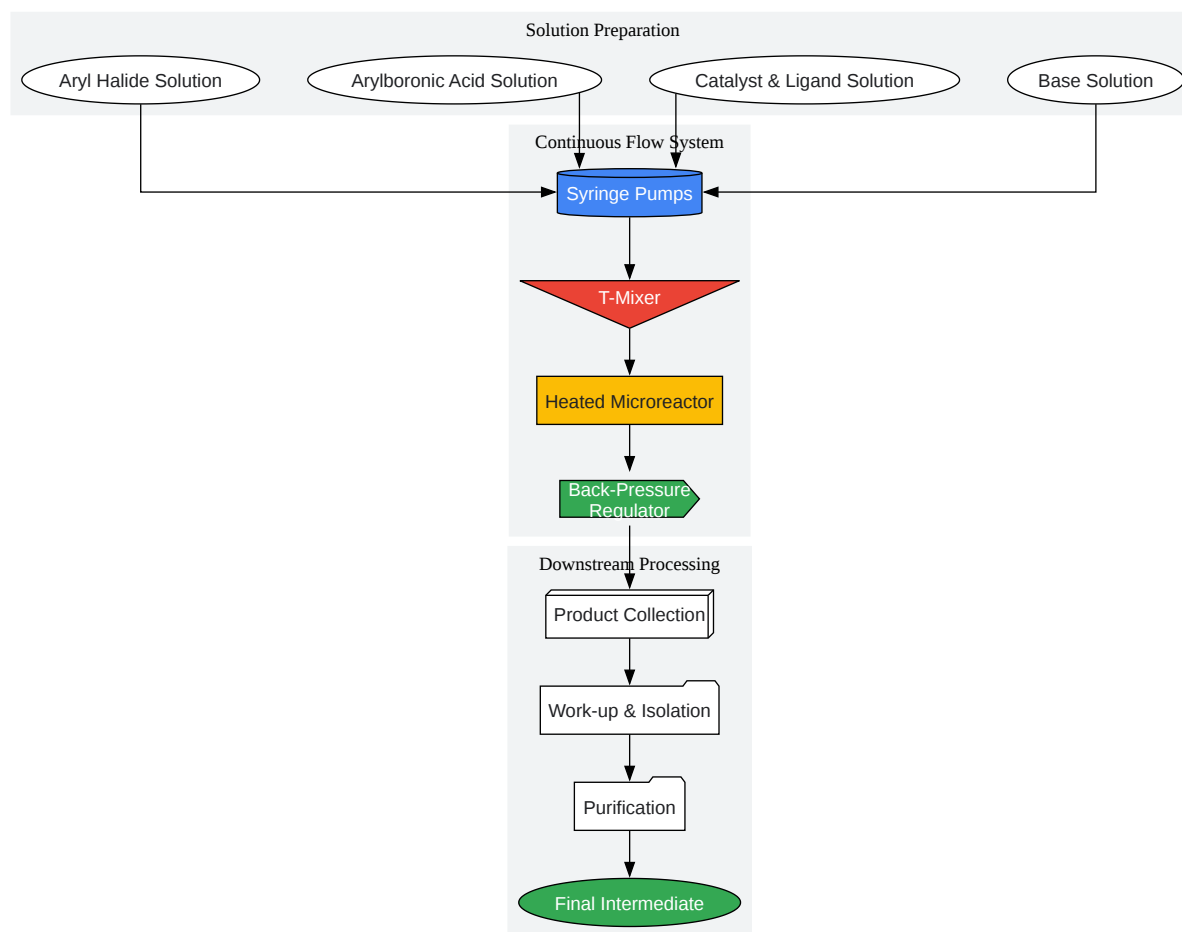 Solution Preparation
Aryl Halide Solution
Arylboronic Acid Solution
Catalyst & Ligand Solution
Base Solution
Continuous Flow System
Syringe Pumps
T-Mixer
Heated Microreactor
Back-Pressure
Regulator
Downstream Processing
Product Collection
Work-up & Isolation
Purification
Final Intermediate